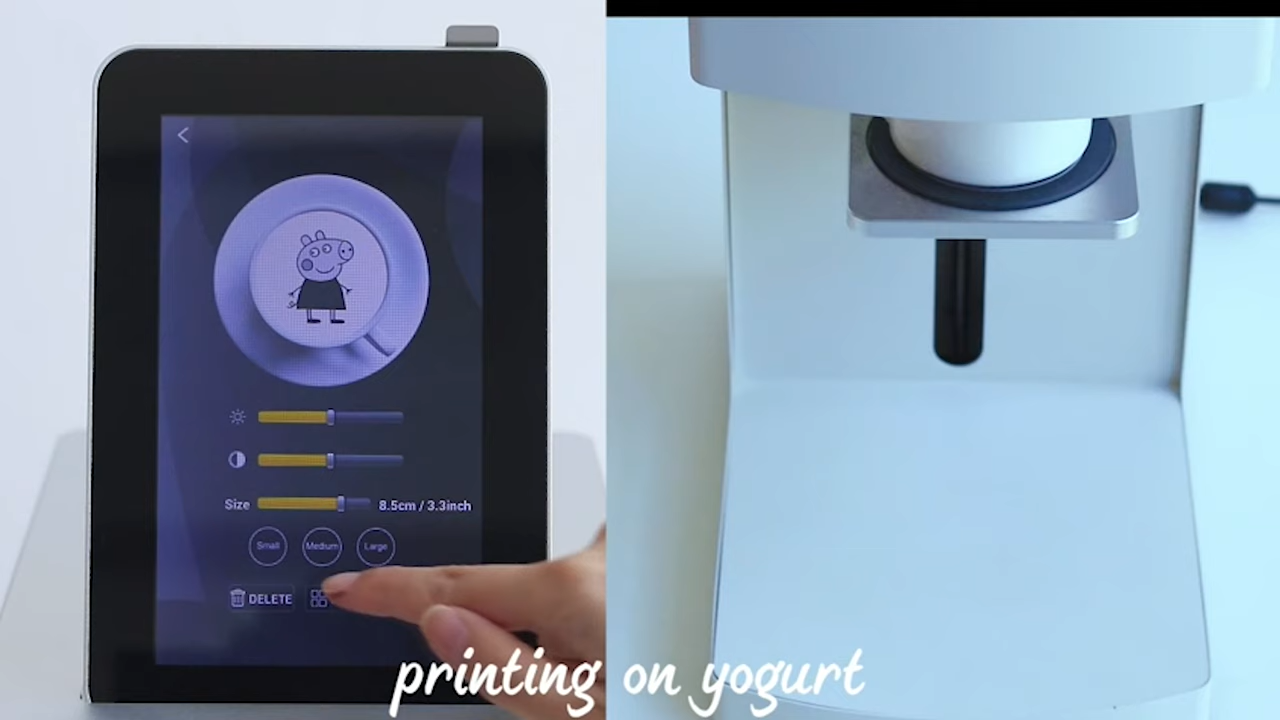 Size 8.5cm / 3.3inch
Small Medium Large
DELETE
printing on yogurt